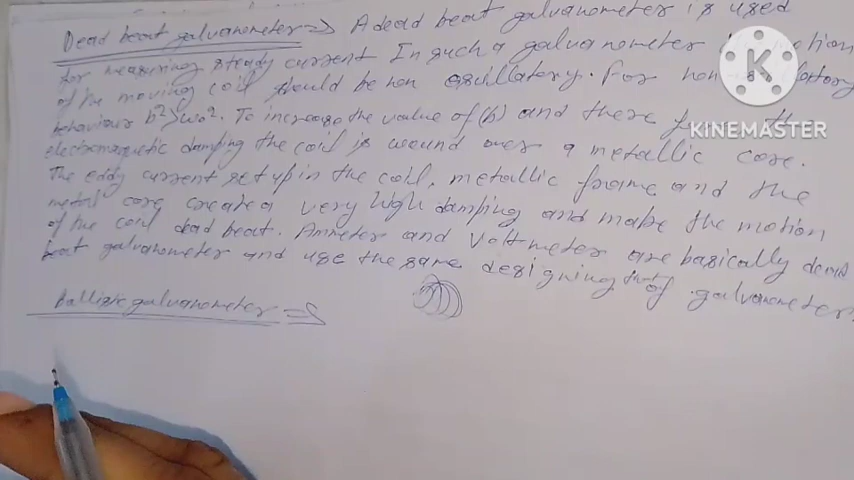 Dead beat galvanometer => A dead beat galvanometer is used
for measuring steady current In such a galvanometer motion
of the moving coil should be non oscillatory. For non
behaviour b²>ω₀². To increase the value of (b) and there the
electromagnetic damping the coil is wound over a metallic core.
The eddy current set up in the coil, metallic frame and the
metal core create a very high damping and make the motion
of the coil dead beat. Ammeter and Voltmeter are basically dead
beat galvanometer and use the same designing that of galvanometer.
Ballistic galvanometer =>
KINEMASTER